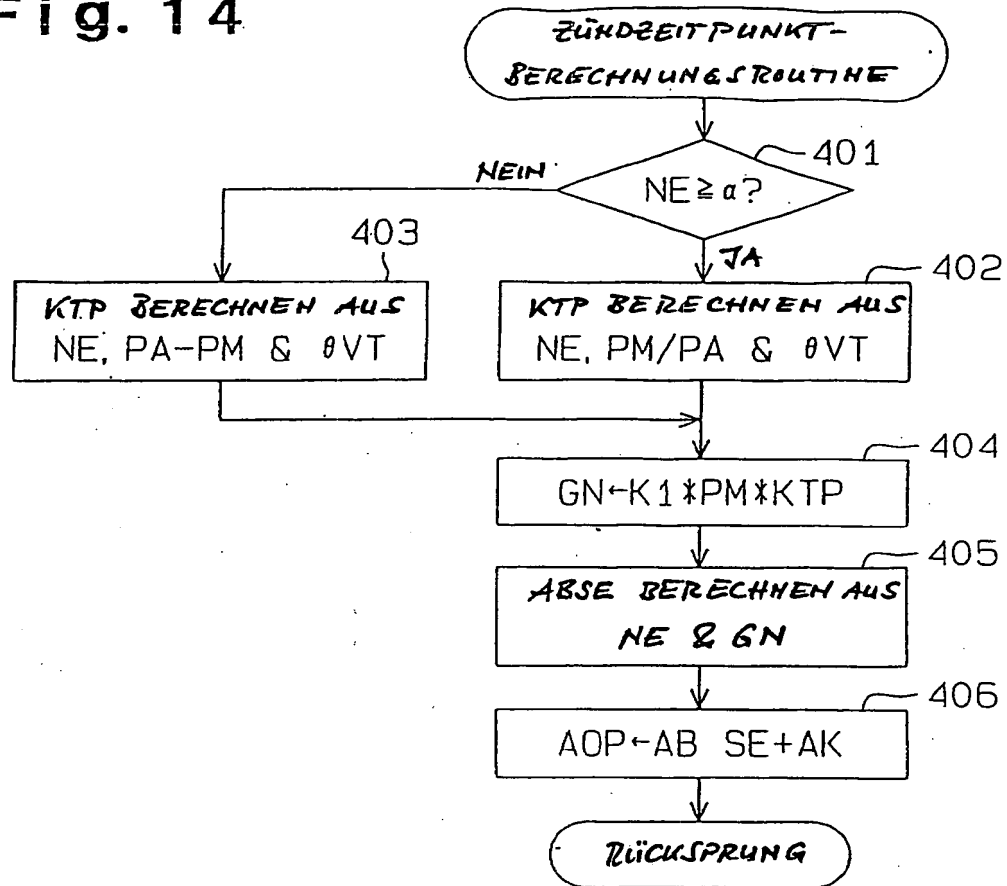 Fig. 14
ZÜNDZEITPUNKT-
BERECHNUNGSROUTINE
401
NEIN
NE≧α?
403
JA
402
KTP BERECHNEN AUS
NE, PA-PM & θVT
KTP BERECHNEN AUS
NE, PM/PA & θVT
404
GN←K1*PM*KTP
405
ABSE BERECHNEN AUS
NE & GN
406
AOP←AB SE+AK
RÜCKSPRUNG